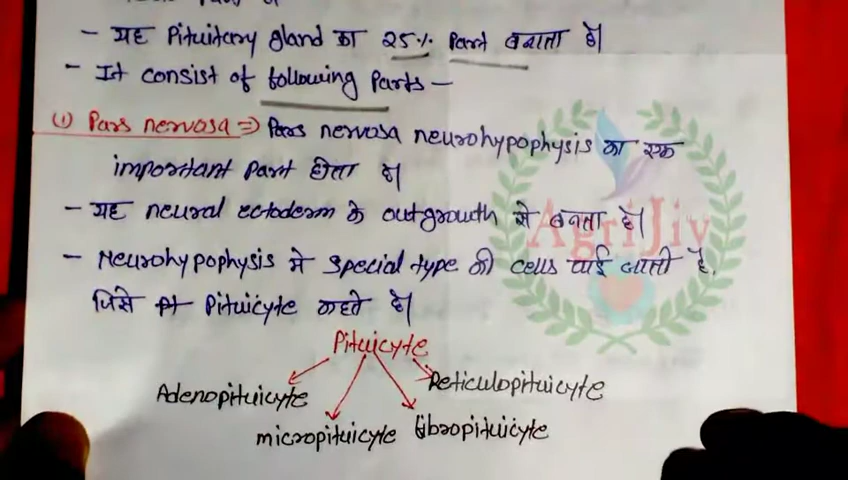 - यह Pituitary gland का 25% Part बनाता है।
- It consist of following Parts -
(1) Pars nervosa => Pars nervosa neurohypophysis का एक
important Part होता है।
- यह neural ectoderm के outgrowth से बनता है।
- Neurohypophysis मे special type की cells पाई जाती है,
जिसे Pituicyte कहते है।
AgriJiv
Pituicyte
Adenopituicyte
Reticulopituicyte
micropituicyte
fibropituicyte